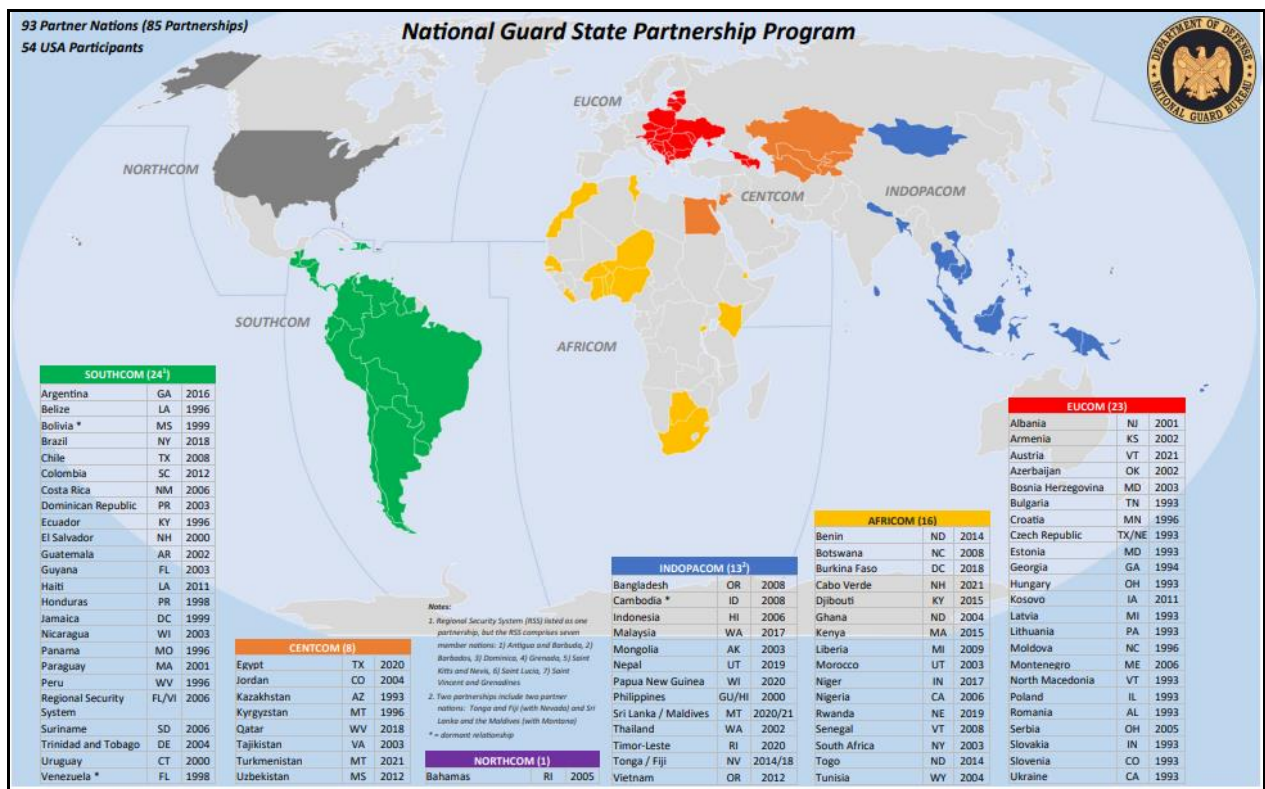 93 Partner Nations (85 Partnerships)
54 USA Participants
National Guard State Partnership Program
DEPARTMENT OF DEFENSE
NATIONAL GUARD BUREAU
EUCOM
NORTHCOM
CENTCOM
INDOPACOM
SOUTHCOM
AFRICOM
SOUTHCOM (24¹)
Argentina GA 2016
Belize LA 1996
Bolivia * MS 1999
Brazil NY 2018
Chile TX 2008
Colombia SC 2012
Costa Rica NM 2006
Dominican Republic PR 2003
Ecuador KY 1996
El Salvador NH 2000
Guatemala AR 2002
Guyana FL 2003
Haiti LA 2011
Honduras PR 1998
Jamaica DC 1999
Nicaragua WI 2003
Panama MO 1996
Paraguay MA 2001
Peru WV 1996
Regional Security FL/VI 2006
System
Suriname SD 2006
Trinidad and Tobago DE 2004
Uruguay CT 2000
Venezuela * FL 1998
CENTCOM (8)
Egypt TX 2020
Jordan CO 2004
Kazakhstan AZ 1993
Kyrgyzstan MT 1996
Qatar WV 2018
Tajikistan VA 2003
Turkmenistan MT 2021
Uzbekistan MS 2012
Notes:
1. Regional Security System (RSS) listed as one
partnership, but the RSS comprises seven
member nations: 1) Antigua and Barbuda, 2)
Barbados, 3) Dominica, 4) Grenada, 5) Saint
Kitts and Nevis, 6) Saint Lucia, 7) Saint
Vincent and Grenadines
2. Two partnerships include two partner
nations: Tonga and Fiji (with Nevada) and Sri
Lanka and the Maldives (with Montana)
* = dormant relationship
NORTHCOM (1)
Bahamas RI 2005
INDOPACOM (13²)
Bangladesh OR 2008
Cambodia * ID 2008
Indonesia HI 2006
Malaysia WA 2017
Mongolia AK 2003
Nepal UT 2019
Papua New Guinea WI 2020
Philippines GU/HI 2000
Sri Lanka / Maldives MT 2020/21
Thailand WA 2002
Timor-Leste RI 2020
Tonga / Fiji NV 2014/18
Vietnam OR 2012
AFRICOM (16)
Benin ND 2014
Botswana NC 2008
Burkina Faso DC 2018
Cabo Verde NH 2021
Djibouti KY 2015
Ghana ND 2004
Kenya MA 2015
Liberia MI 2009
Morocco UT 2003
Niger IN 2017
Nigeria CA 2006
Rwanda NE 2019
Senegal VT 2008
South Africa NY 2003
Togo ND 2014
Tunisia WY 2004
EUCOM (23)
Albania NJ 2001
Armenia KS 2002
Austria VT 2021
Azerbaijan OK 2002
Bosnia Herzegovina MD 2003
Bulgaria TN 1993
Croatia MN 1996
Czech Republic TX/NE 1993
Estonia MD 1993
Georgia GA 1994
Hungary OH 1993
Kosovo IA 2011
Latvia MI 1993
Lithuania PA 1993
Moldova NC 1996
Montenegro ME 2006
North Macedonia VT 1993
Poland IL 1993
Romania AL 1993
Serbia OH 2005
Slovakia IN 1993
Slovenia CO 1993
Ukraine CA 1993